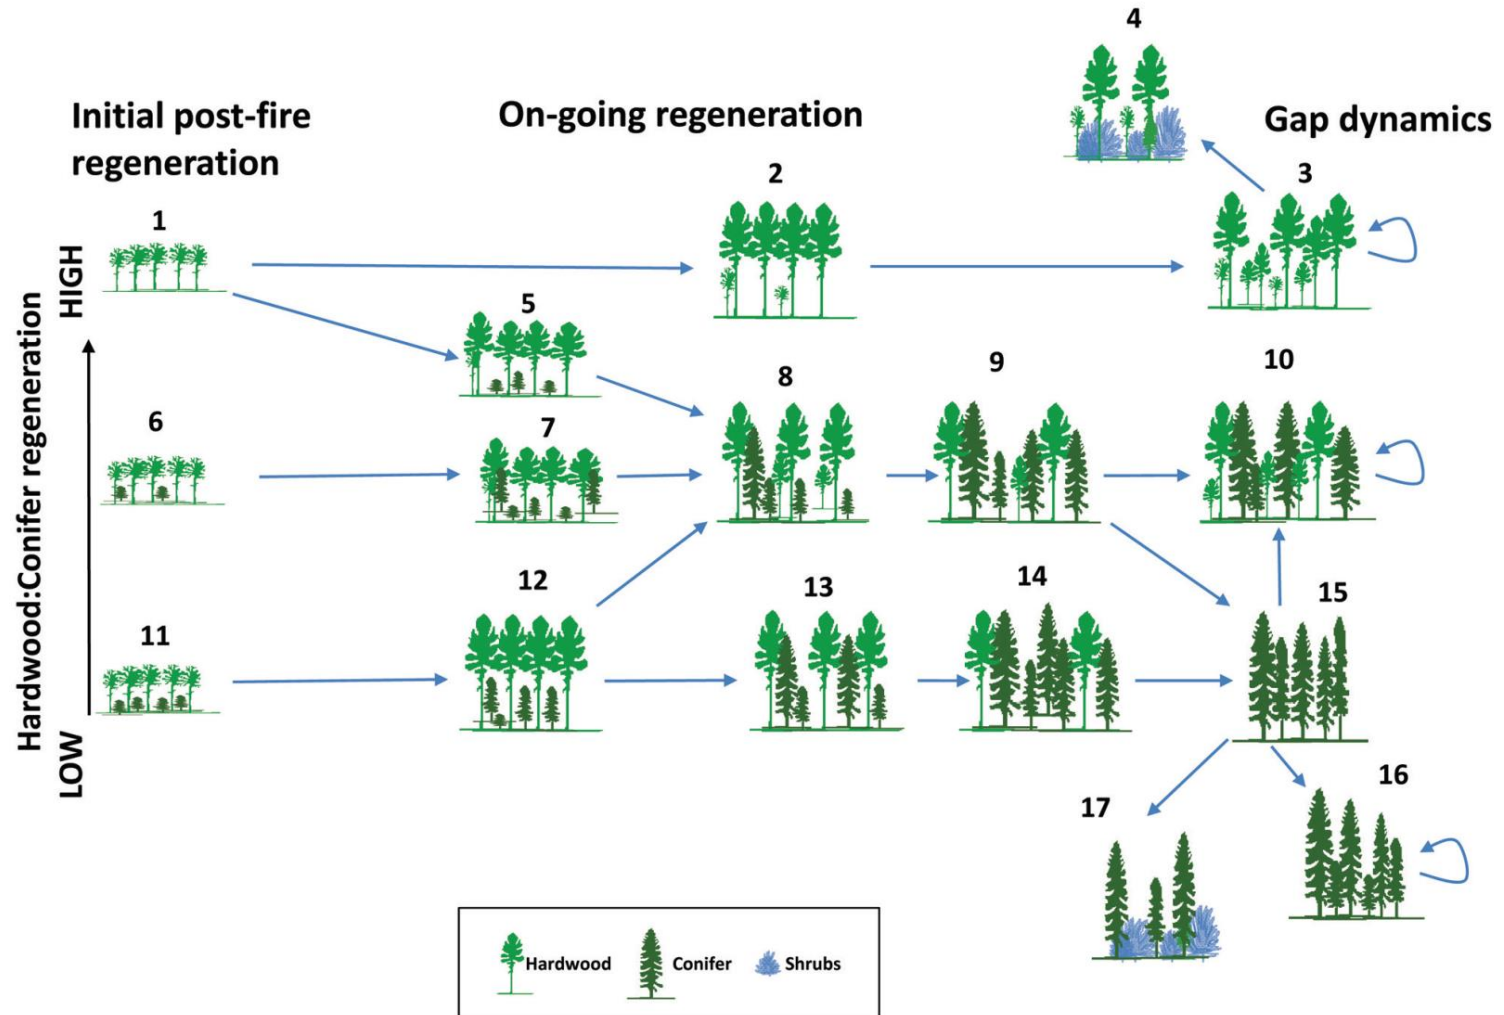 4
Initial post-fire
regeneration
On-going regeneration
Gap dynamics
1
2
3
HIGH
5
8
9
10
6
7
Hardwood:Conifer regeneration
12
13
14
15
11
LOW
16
17
Hardwood
Conifer
Shrubs